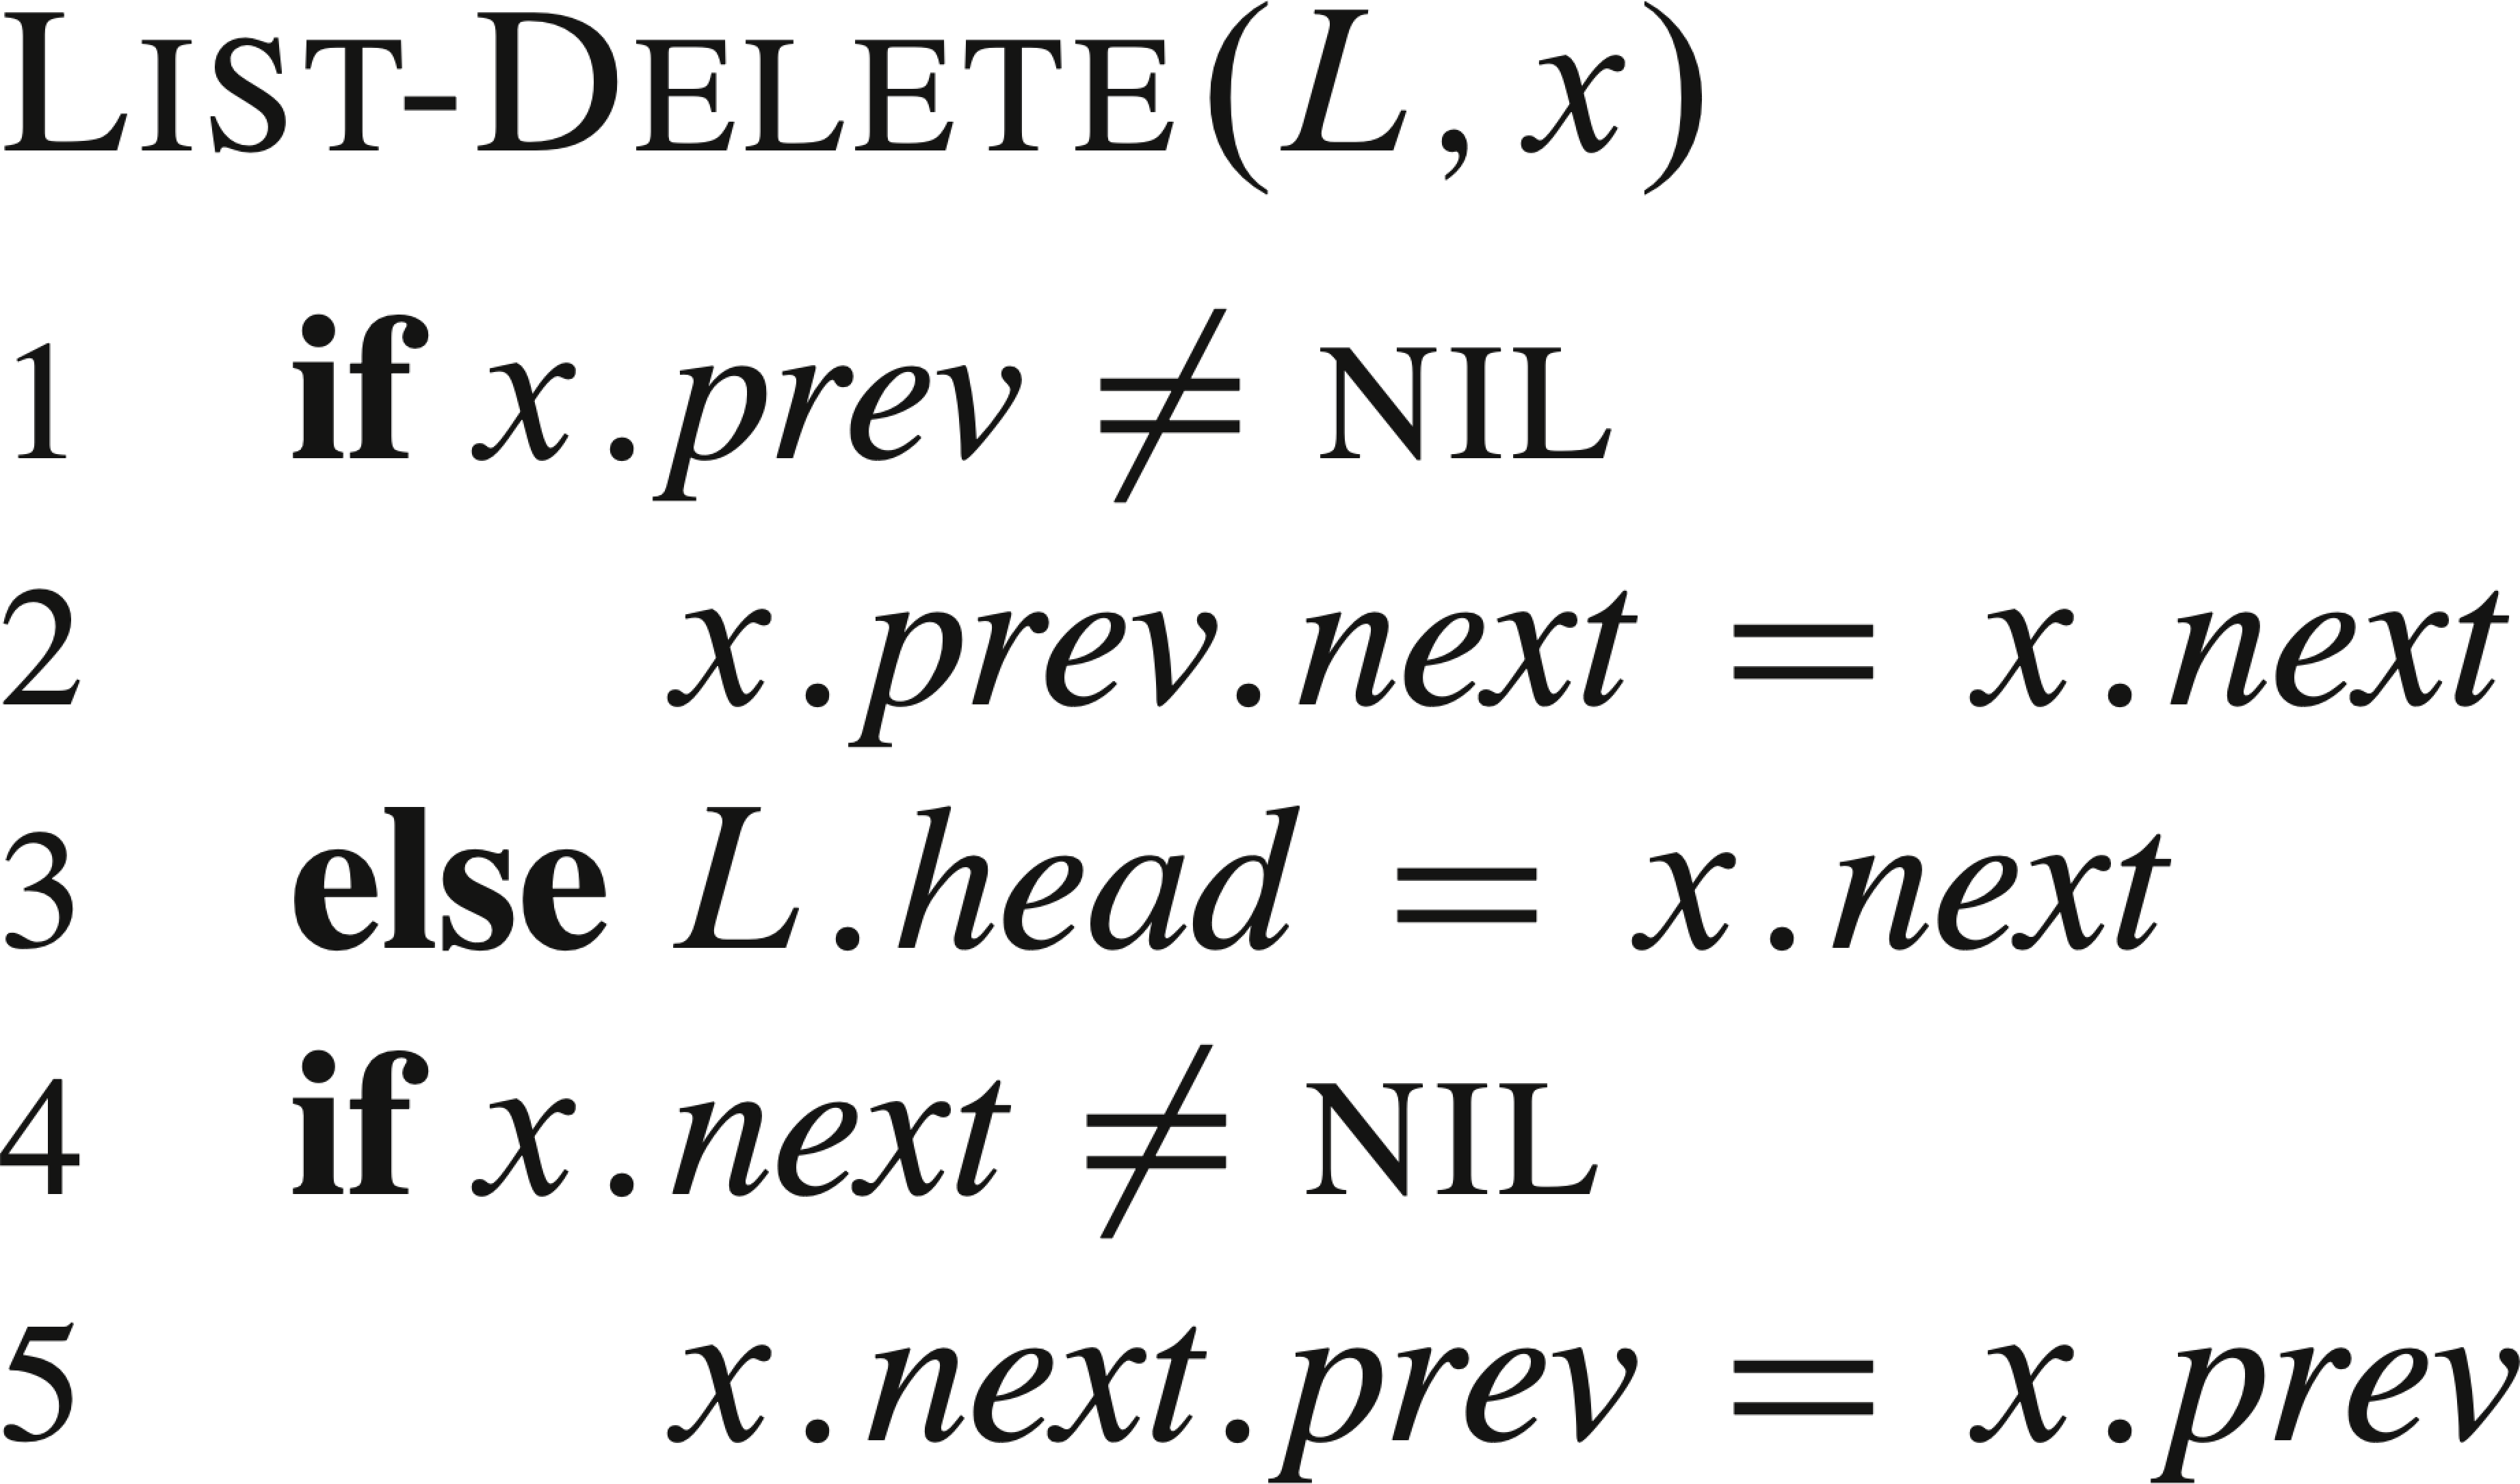 LIST-DELETE(L, x)
1 if x.prev ≠ NIL
2 x.prev.next = x.next
3 else L.head = x.next
4 if x.next ≠ NIL
5 x.next.prev = x.prev